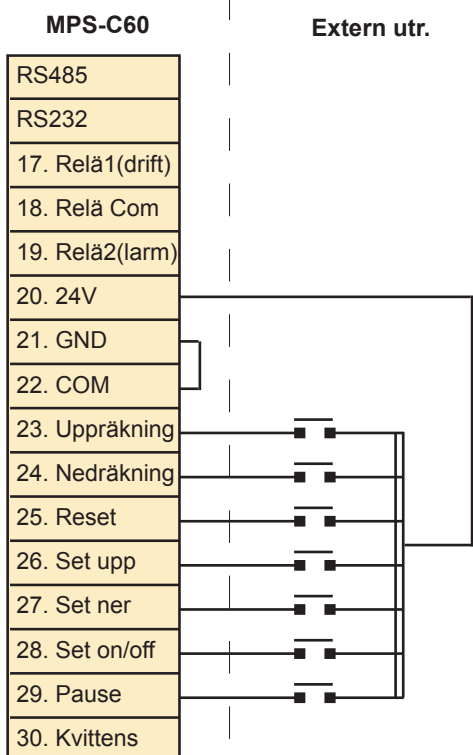 MPS-C60
Extern utr.
RS485
RS232
17. Relä1(drift)
18. Relä Com
19. Relä2(larm)
20. 24V
21. GND
22. COM
23. Uppräkning
24. Nedräkning
25. Reset
26. Set upp
27. Set ner
28. Set on/off
29. Pause
30. Kvittens